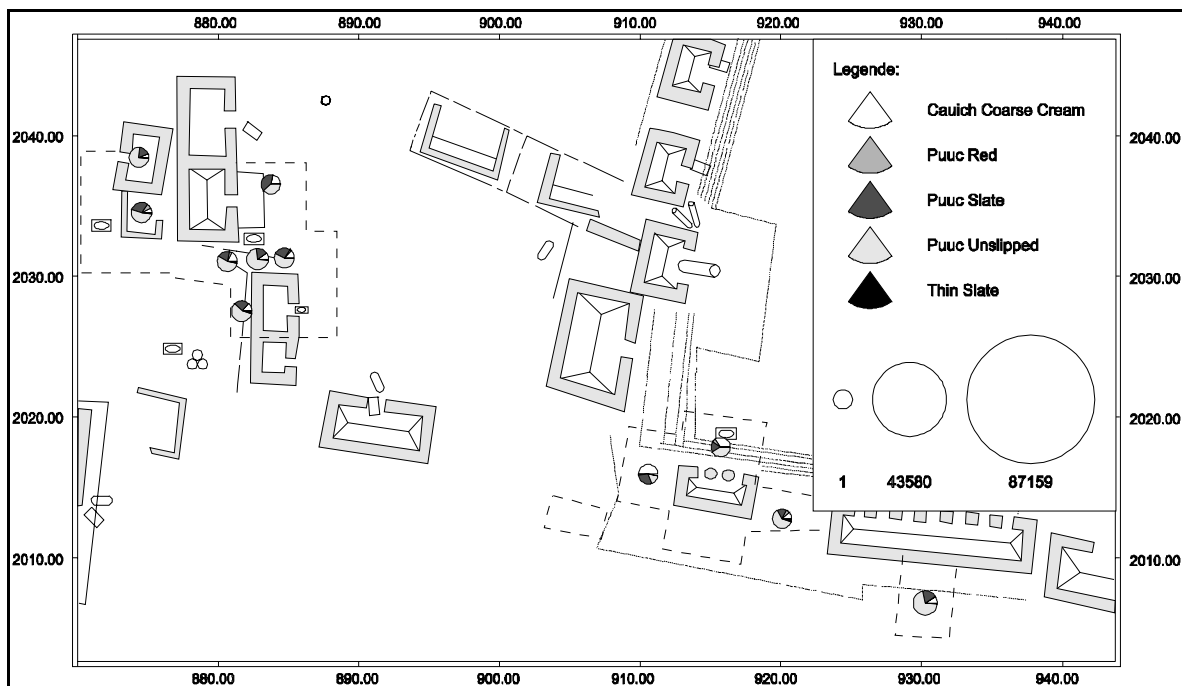 880.00 890.00 900.00 910.00 920.00 930.00 940.00
Legende:
Cauich Coarse Cream
2040.00 2040.00
Puuc Red
Puuc Slate
Puuc Unslipped
2030.00 2030.00
Thin Slate
2020.00 2020.00
1 43580 87159
2010.00 2010.00
880.00 890.00 900.00 910.00 920.00 930.00 940.00